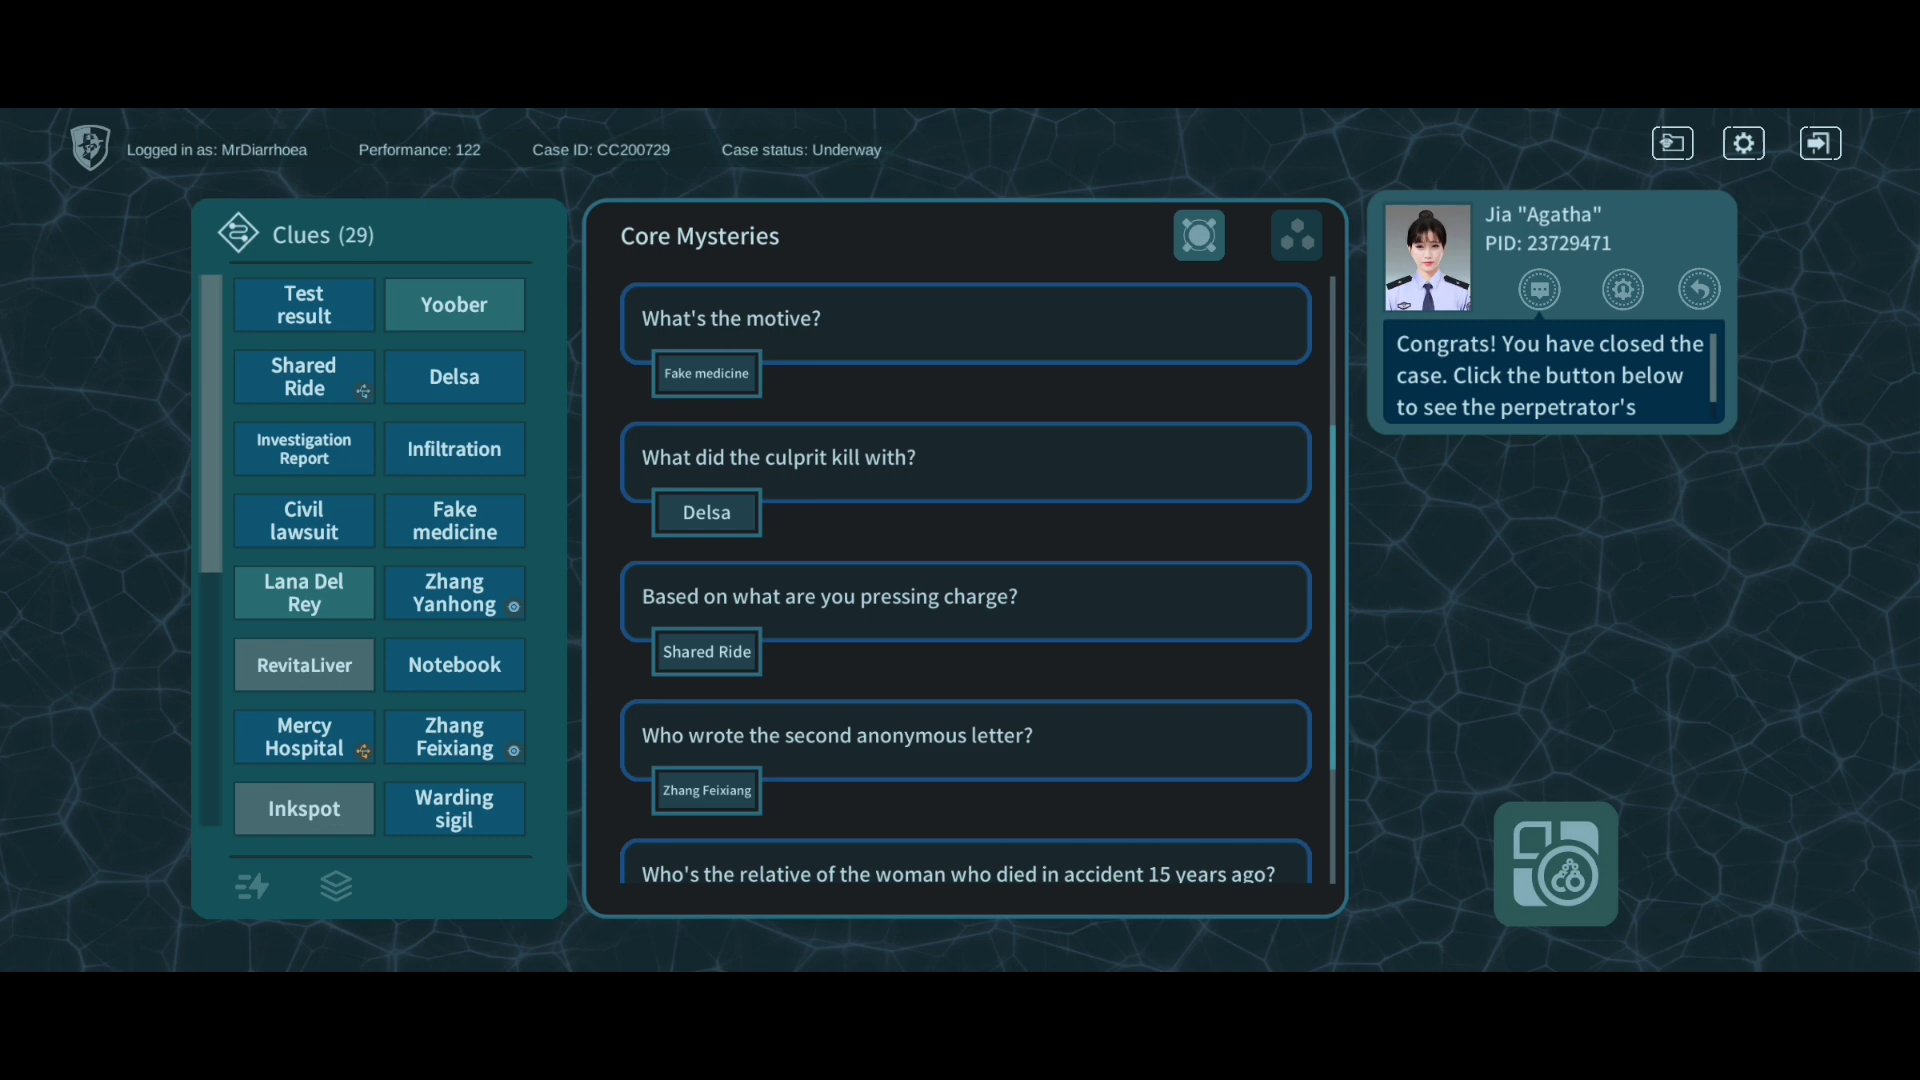 Logged in as: MrDiarrhoea
Performance: 122
Case ID: CC200729
Case status: Underway
Clues (29)
Test
result
Yoober
Shared
Ride
Delsa
Investigation
Report
Infiltration
Civil
lawsuit
Fake
medicine
Lana Del
Rey
Zhang
Yanhong
RevitaLiver
Notebook
Mercy
Hospital
Zhang
Feixiang
Inkspot
Warding
sigil
Core Mysteries
What's the motive?
Fake medicine
What did the culprit kill with?
Delsa
Based on what are you pressing charge?
Shared Ride
Who wrote the second anonymous letter?
Zhang Feixiang
Who's the relative of the woman who died in accident 15 years ago?
Jia "Agatha"
PID: 23729471
Congrats! You have closed the
case. Click the button below
to see the perpetrator's